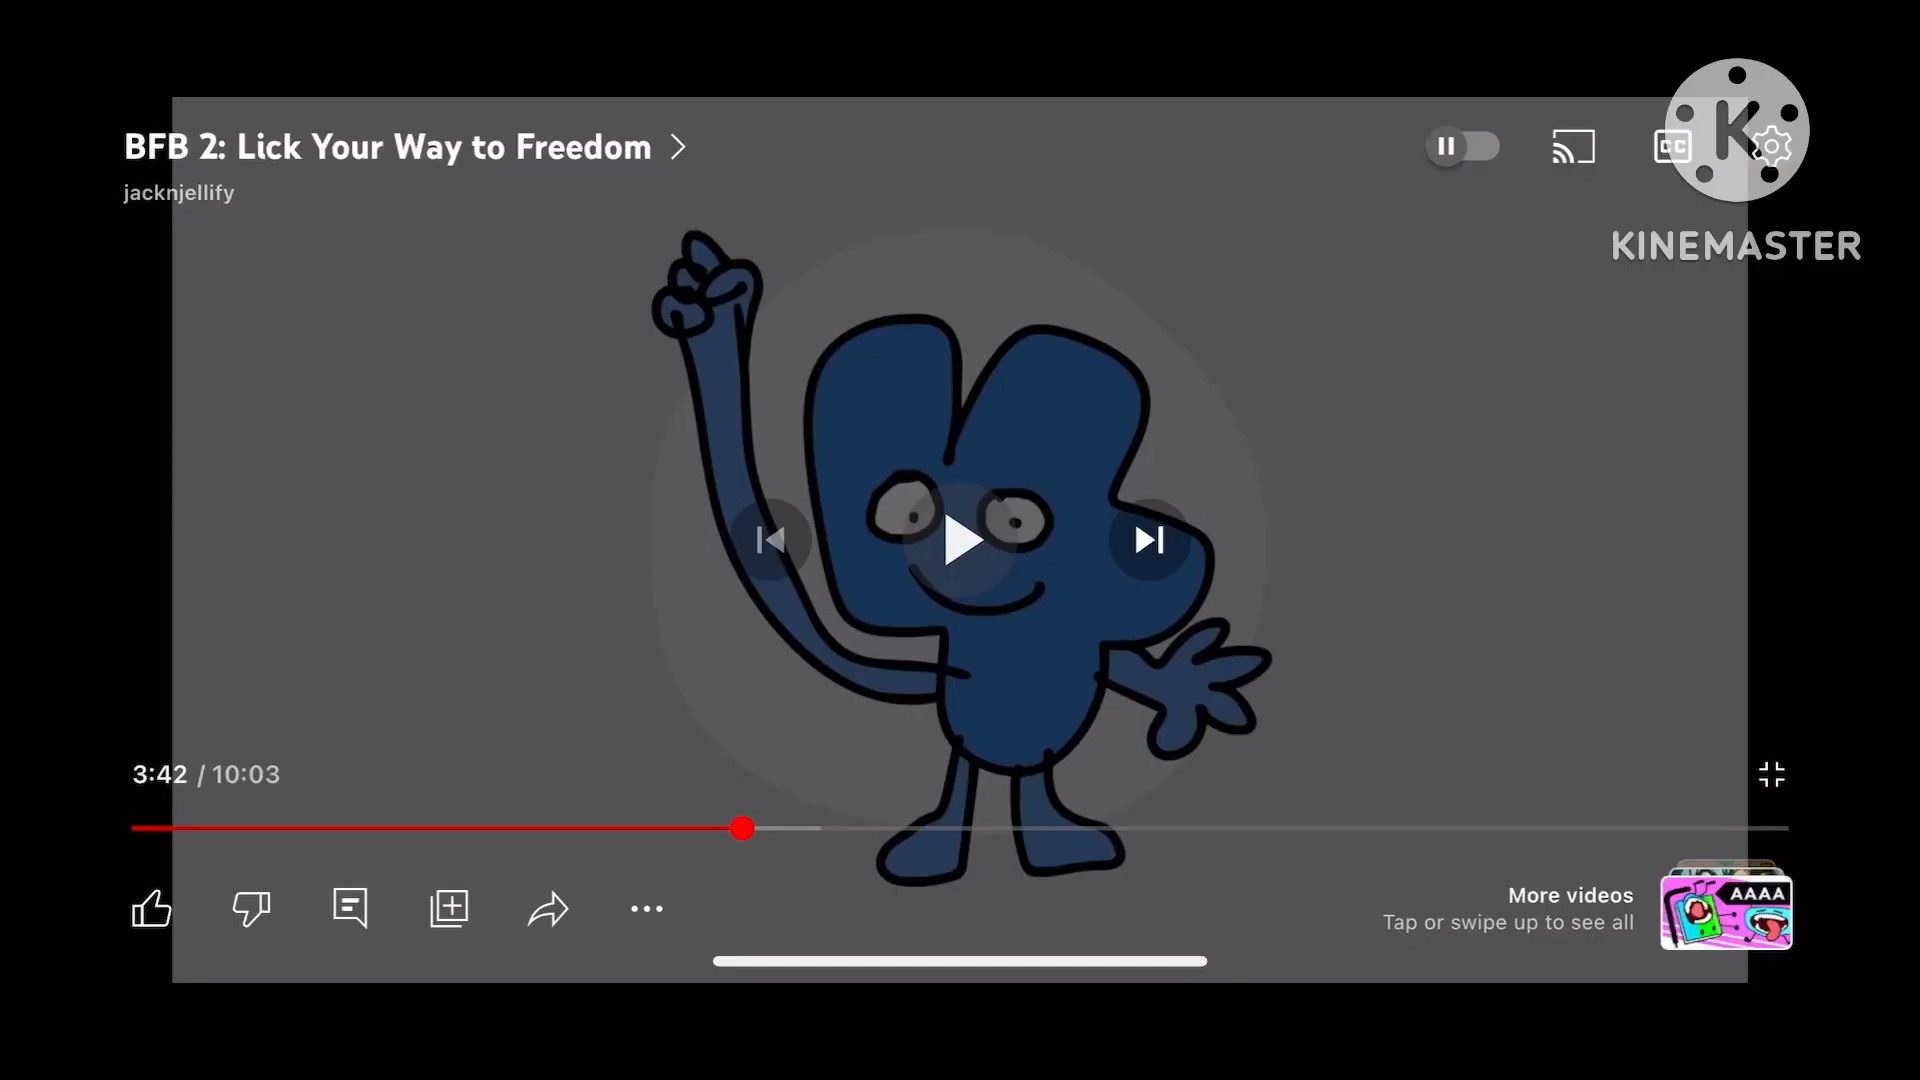 BFB 2: Lick Your Way to Freedom
jacknjellify
CC
K
KINEMASTER
3:42 / 10:03
More videos
Tap or swipe up to see all
AAAA